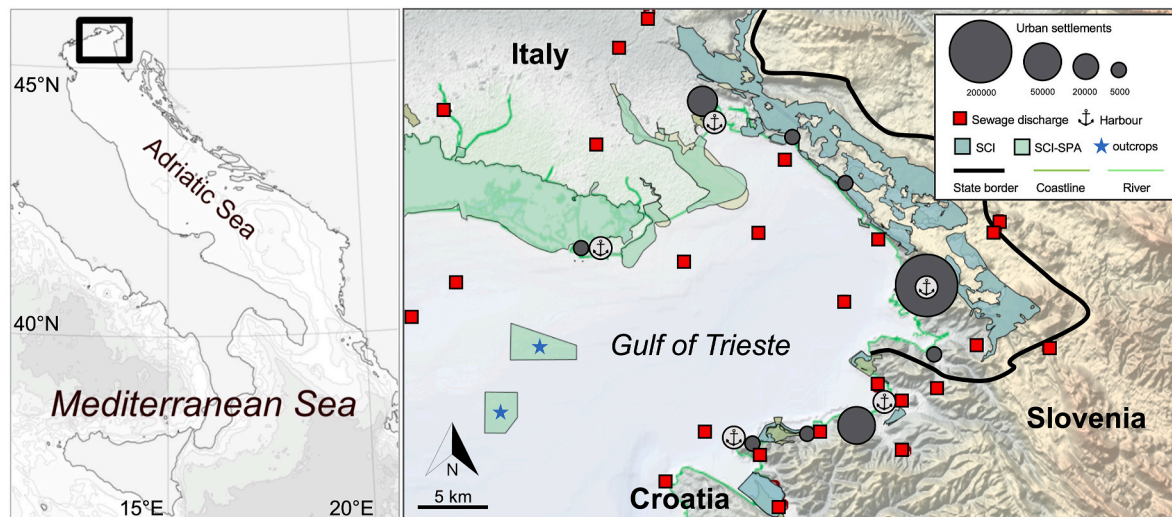 45°N
40°N
15°E
20°E
Adriatic Sea
Mediterranean Sea
Italy
Gulf of Trieste
Slovenia
Croatia
N
5 km
Urban settlements
200000
50000
20000
5000
Sewage discharge
Harbour
SCI
SCI-SPA
outcrops
State border
Coastline
River